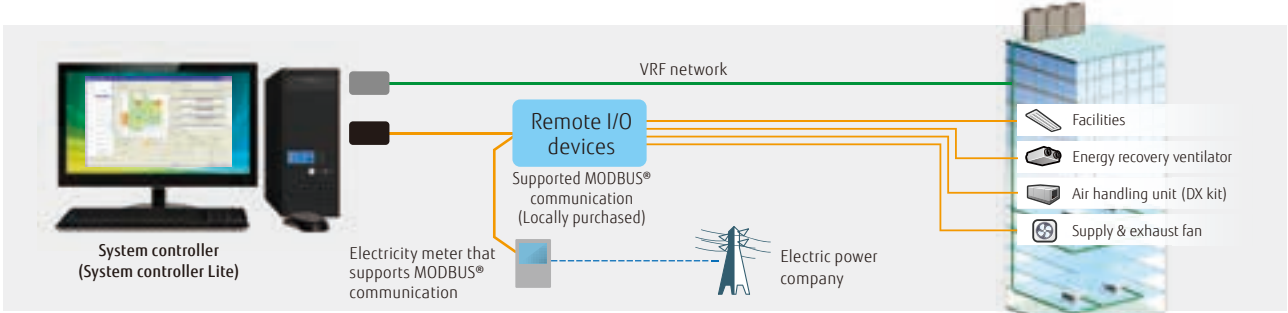 VRF network
Remote I/O
devices
Supported MODBUS®
communication
(Locally purchased)
Facilities
Energy recovery ventilator
Air handling unit (DX kit)
Supply & exhaust fan
System controller
(System controller Lite)
Electricity meter that
supports MODBUS®
communication
Electric power
company